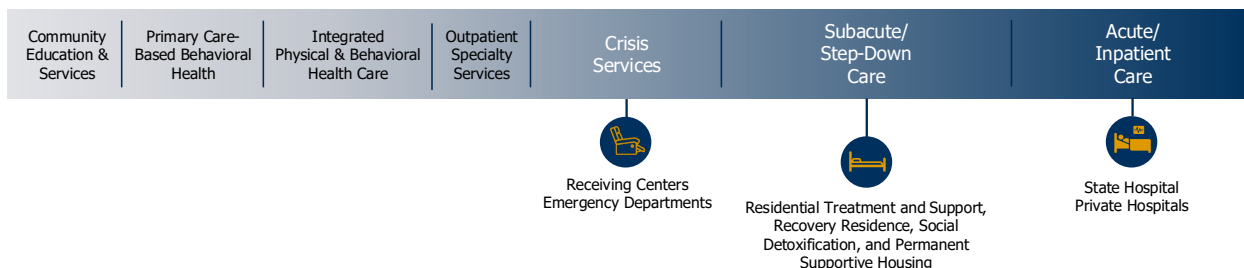 Community
Education &
Services
Primary Care-
Based Behavioral
Health
Integrated
Physical & Behavioral
Health Care
Outpatient
Specialty
Services
Crisis
Services
Subacute/
Step-Down
Care
Acute/
Inpatient
Care
Receiving Centers
Emergency Departments
Residential Treatment and Support,
Recovery Residence, Social
Detoxification, and Permanent
Supportive Housing
State Hospital
Private Hospitals